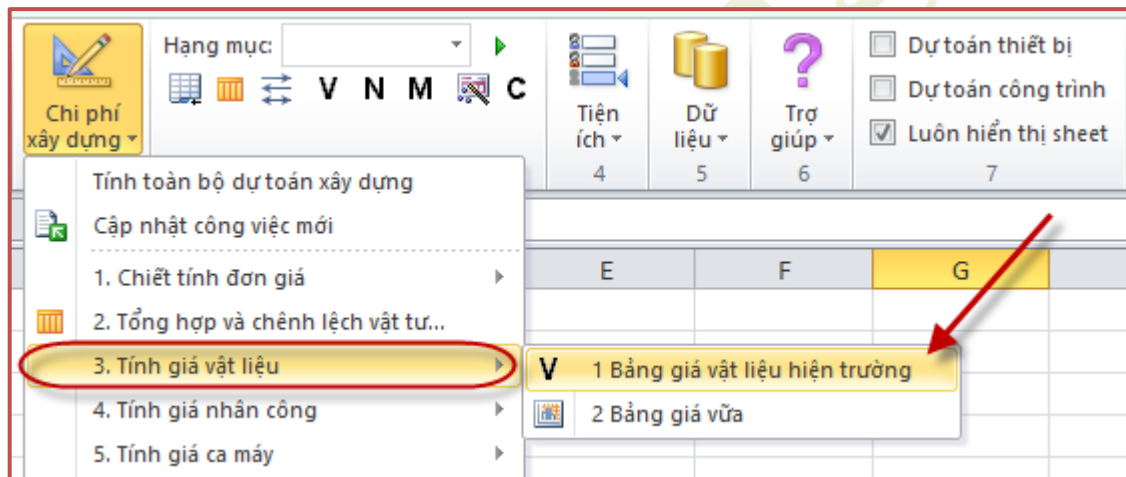 Hạng mục:
V N M C
Chi phí
xây dựng
Tiện
ích
4
Dữ
liệu
5
Trợ
giúp
6
Dự toán thiết bị
Dự toán công trình
Luôn hiển thị sheet
7
Tính toàn bộ dự toán xây dựng
Cập nhật công việc mới
1. Chiết tính đơn giá
2. Tổng hợp và chênh lệch vật tư...
3. Tính giá vật liệu
4. Tính giá nhân công
5. Tính giá ca máy
E F G
V 1 Bảng giá vật liệu hiện trường
2 Bảng giá vữa